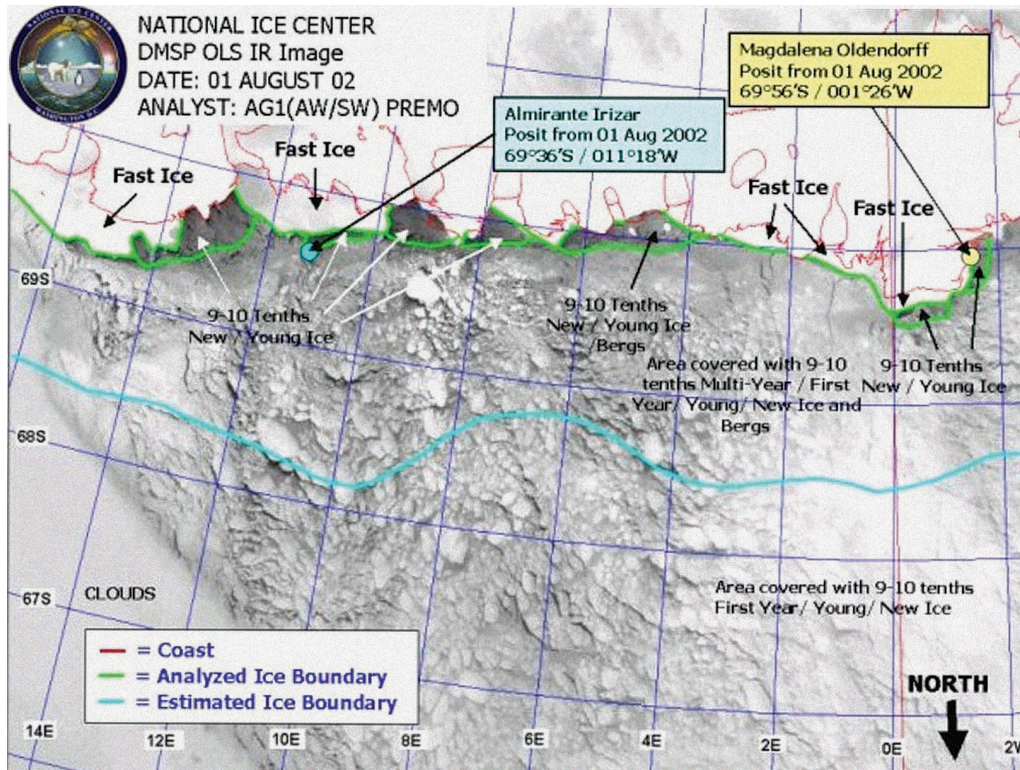 NATIONAL ICE CENTER
WASHINGTON D.C.
NATIONAL ICE CENTER
DMSP OLS IR Image
DATE: 01 AUGUST 02
ANALYST: AG1(AW/SW) PREMO
Magdalena Oldendorff
Posit from 01 Aug 2002
69°56'S / 001°26'W
Almirante Irizar
Posit from 01 Aug 2002
69°36'S / 011°18'W
Fast Ice
Fast Ice
Fast Ice
Fast Ice
69S
9-10 Tenths
New / Young Ice
9-10 Tenths
New / Young Ice
/Bergs
Area covered with 9-10
tenths Multi-Year / First
Year/ Young/ New Ice and
Bergs
9-10 Tenths
New / Young Ice
68S
67S
CLOUDS
Area covered with 9-10 tenths
First Year/ Young/ New Ice
= Coast
= Analyzed Ice Boundary
= Estimated Ice Boundary
NORTH
14E
12E
10E
8E
6E
4E
2E
0E
2W